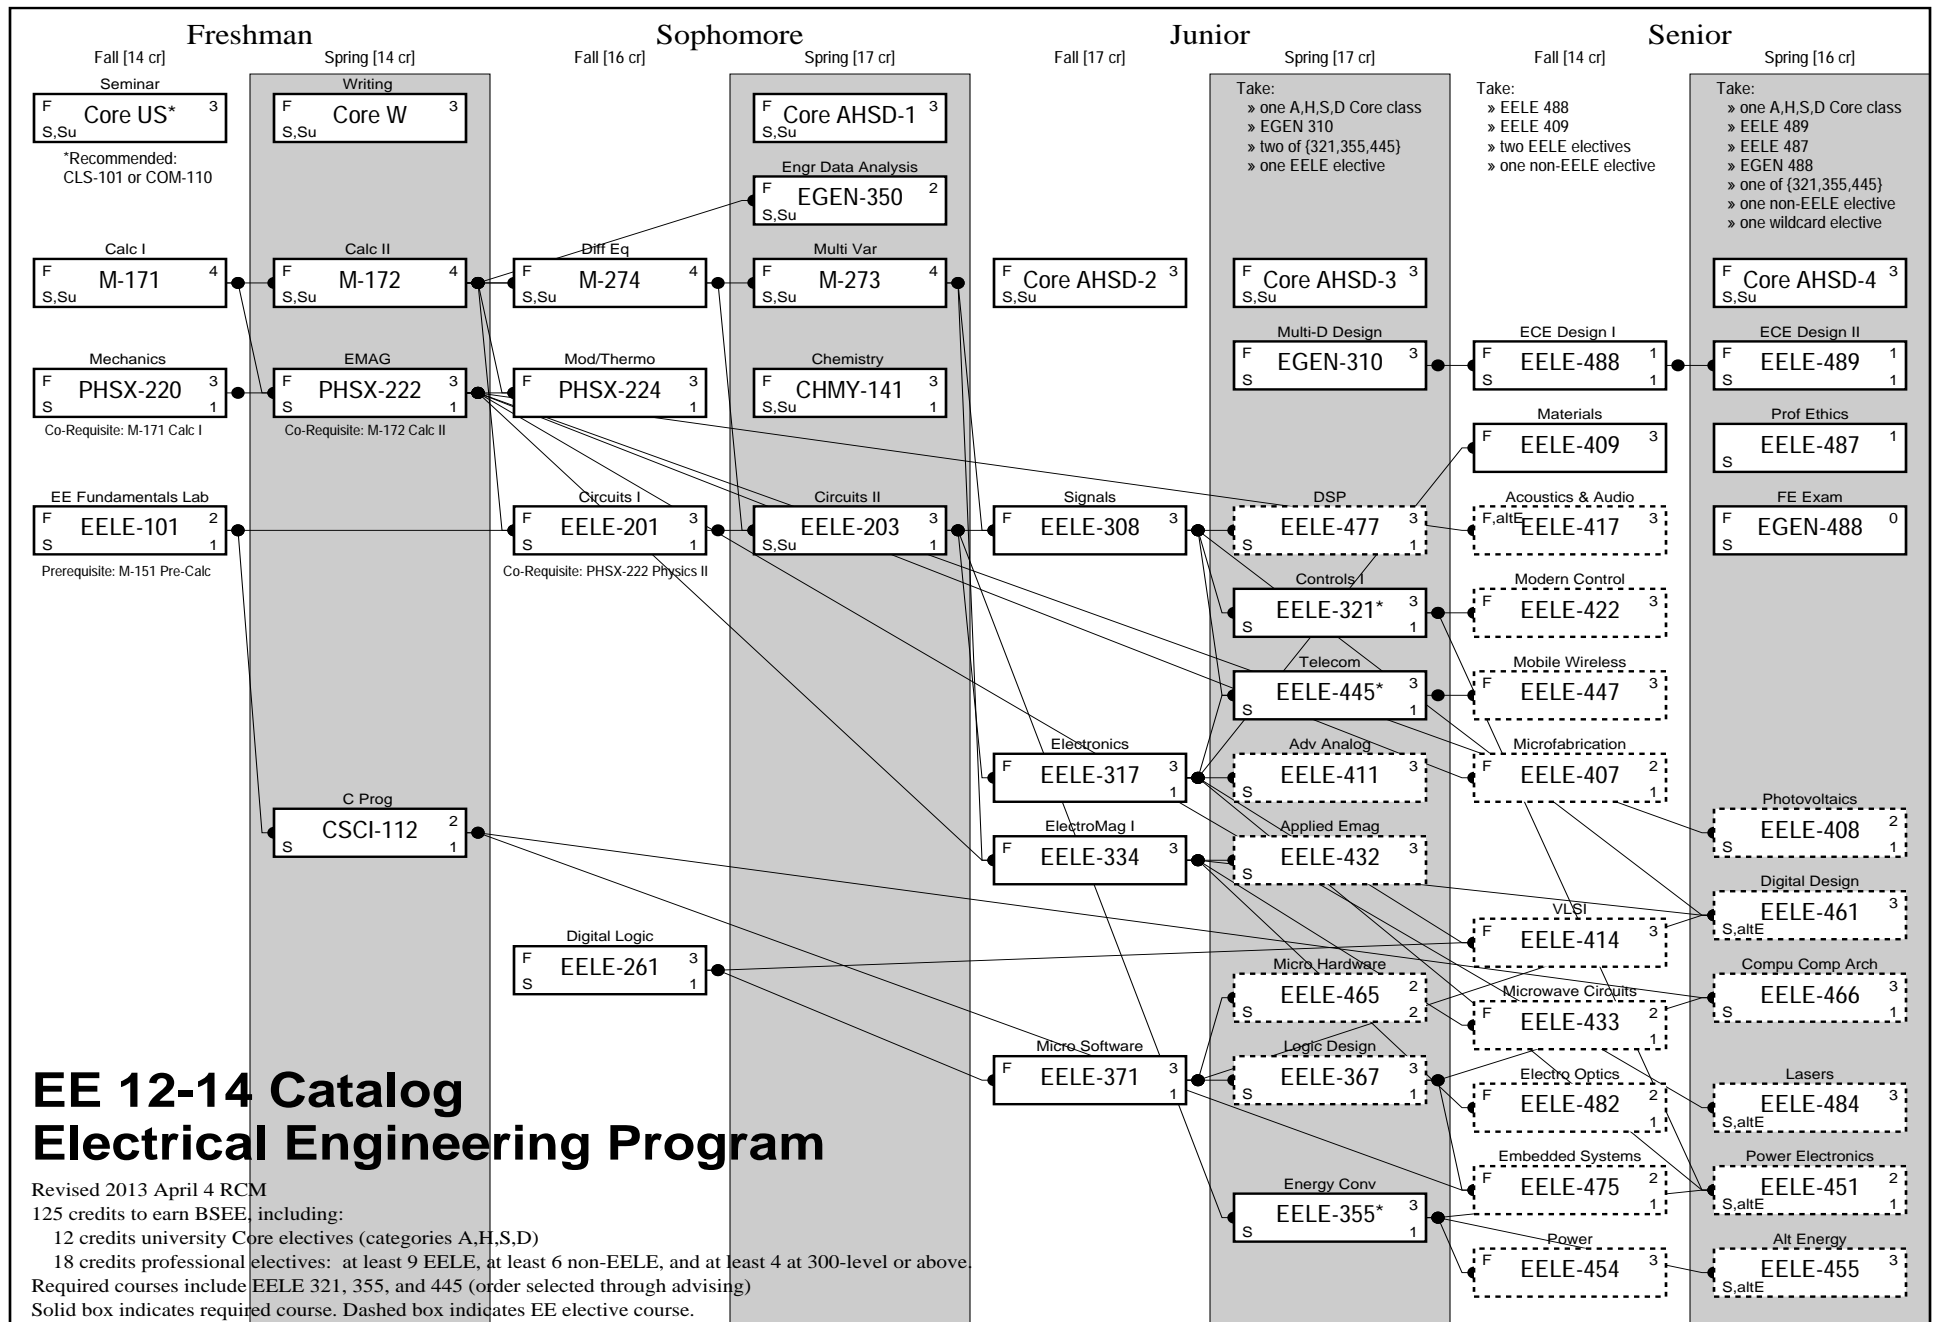 Freshman
Sophomore
Junior
Senior
Fall [14 cr]
Spring [14 cr]
Fall [16 cr]
Spring [17 cr]
Fall [17 cr]
Spring [17 cr]
Fall [14 cr]
Spring [16 cr]
Seminar
F Core US* 3
S,Su
*Recommended:
CLS-101 or COM-110
Calc I
F M-171 4
S,Su
Mechanics
F PHSX-220 3
S 1
Co-Requisite: M-171 Calc I
EE Fundamentals Lab
F EELE-101 2
S 1
Prerequisite: M-151 Pre-Calc
Writing
F Core W 3
S,Su
Calc II
F M-172 4
S,Su
EMAG
F PHSX-222 3
S 1
Co-Requisite: M-172 Calc II
C Prog
CSCI-112 2
S 1
Diff Eq
F M-274 4
S,Su
Mod/Thermo
F PHSX-224 3
1
Circuits I
F EELE-201 3
S 1
Co-Requisite: PHSX-222 Physics II
Digital Logic
F EELE-261 3
S 1
F Core AHSD-1 3
S,Su
Engr Data Analysis
F EGEN-350 2
S,Su
Multi Var
F M-273 4
S,Su
Chemistry
F CHMY-141 3
S,Su 1
Circuits II
EELE-203 3
S,Su 1
F Core AHSD-2 3
S,Su
Signals
F EELE-308 3
Electronics
F EELE-317 3
1
ElectroMag I
F EELE-334 3
Micro Software
F EELE-371 3
1
Take:
» one A,H,S,D Core class
» EGEN 310
» two of {321,355,445}
» one EELE elective
F Core AHSD-3 3
S,Su
Multi-D Design
F EGEN-310 3
S
DSP
EELE-477 3
S 1
Controls I
EELE-321* 3
S 1
Telecom
EELE-445* 3
S 1
Adv Analog
EELE-411 3
S
Applied Emag
EELE-432 3
S
Micro Hardware
EELE-465 2
S 2
Logic Design
EELE-367 3
S 1
Energy Conv
EELE-355* 3
S 1
Take:
» EELE 488
» EELE 409
» two EELE electives
» one non-EELE elective
ECE Design I
F EELE-488 1
S 1
Materials
F EELE-409 3
Acoustics & Audio
F,altE EELE-417 3
Modern Control
F EELE-422 3
Mobile Wireless
F EELE-447 3
Microfabrication
F EELE-407 2
1
VLSI
F EELE-414 3
Microwave Circuits
F EELE-433 2
1
Electro Optics
F EELE-482 2
1
Embedded Systems
F EELE-475 2
1
Power
F EELE-454 3
Take:
» one A,H,S,D Core class
» EELE 489
» EELE 487
» EGEN 488
» one of {321,355,445}
» one non-EELE elective
» one wildcard elective
F Core AHSD-4 3
S,Su
ECE Design II
F EELE-489 1
S 1
Prof Ethics
EELE-487 1
S
FE Exam
F EGEN-488 0
S
Photovoltaics
EELE-408 2
S 1
Digital Design
EELE-461 3
S,altE
Compu Comp Arch
EELE-466 3
S 1
Lasers
EELE-484 3
S,altE
Power Electronics
EELE-451 2
S,altE 1
Alt Energy
EELE-455 3
S,altE
EE 12-14 Catalog
Electrical Engineering Program
Revised 2013 April 4 RCM
125 credits to earn BSEE, including:
12 credits university Core electives (categories A,H,S,D)
18 credits professional electives: at least 9 EELE, at least 6 non-EELE, and at least 4 at 300-level or above.
Required courses include EELE 321, 355, and 445 (order selected through advising)
Solid box indicates required course. Dashed box indicates EE elective course.